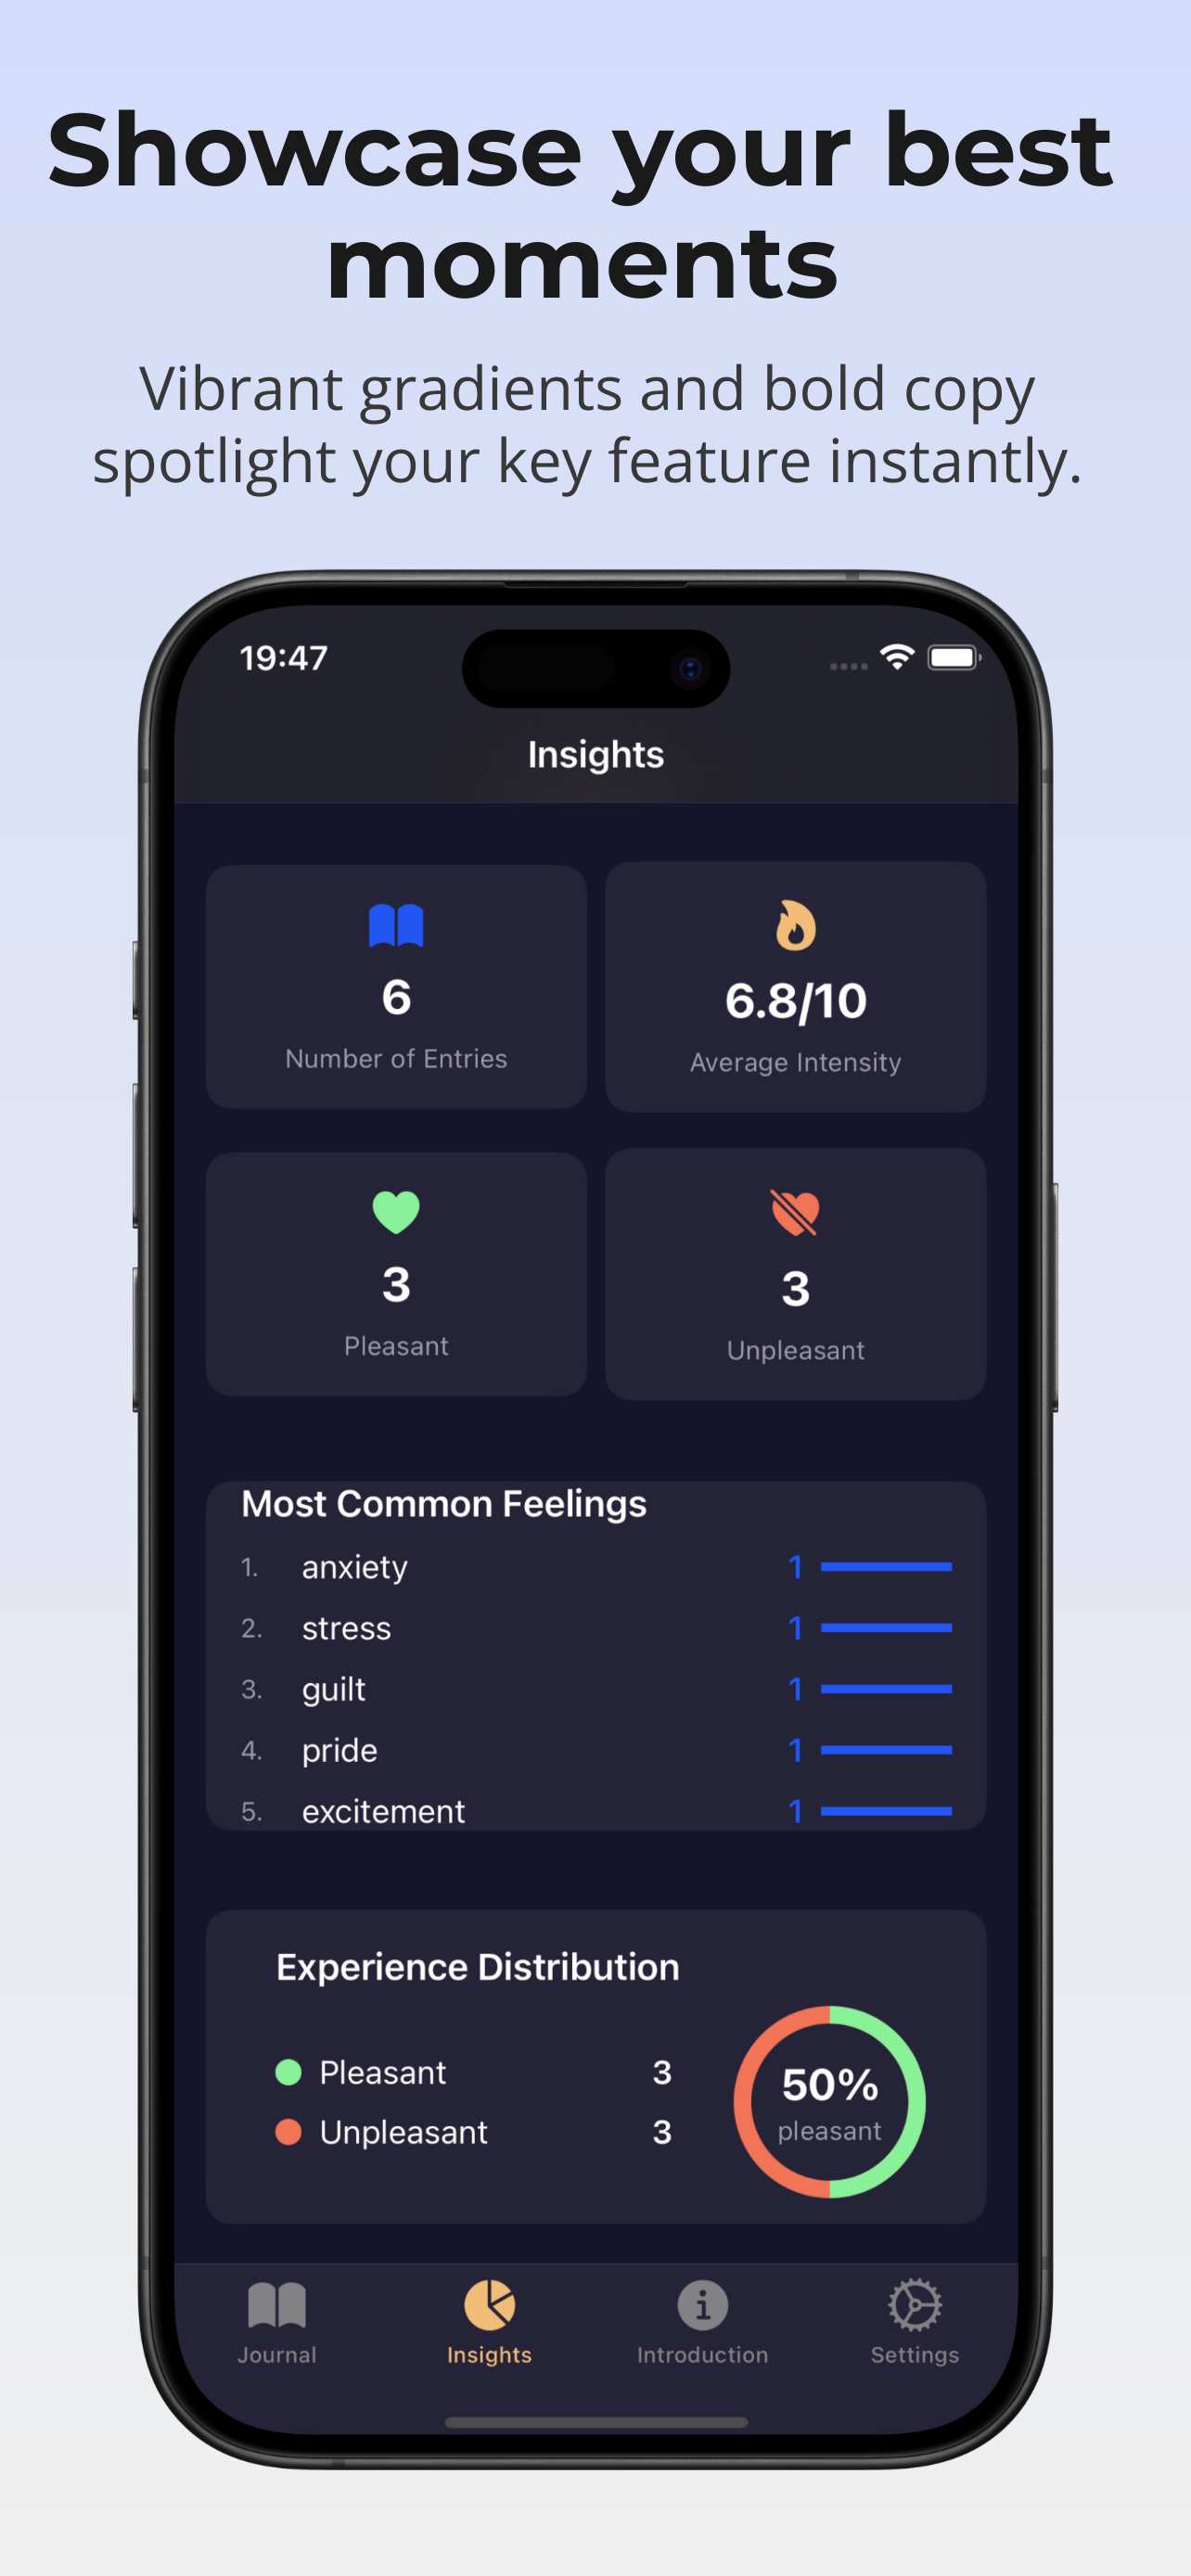 Showcase your best
moments
Vibrant gradients and bold copy
spotlight your key feature instantly.
19:47
Insights
6
Number of Entries
6.8/10
Average Intensity
3
Pleasant
3
Unpleasant
Most Common Feelings
1. anxiety 1
2. stress 1
3. guilt 1
4. pride 1
5. excitement 1
Experience Distribution
Pleasant 3
Unpleasant 3
50%
pleasant
Journal Insights Introduction Settings